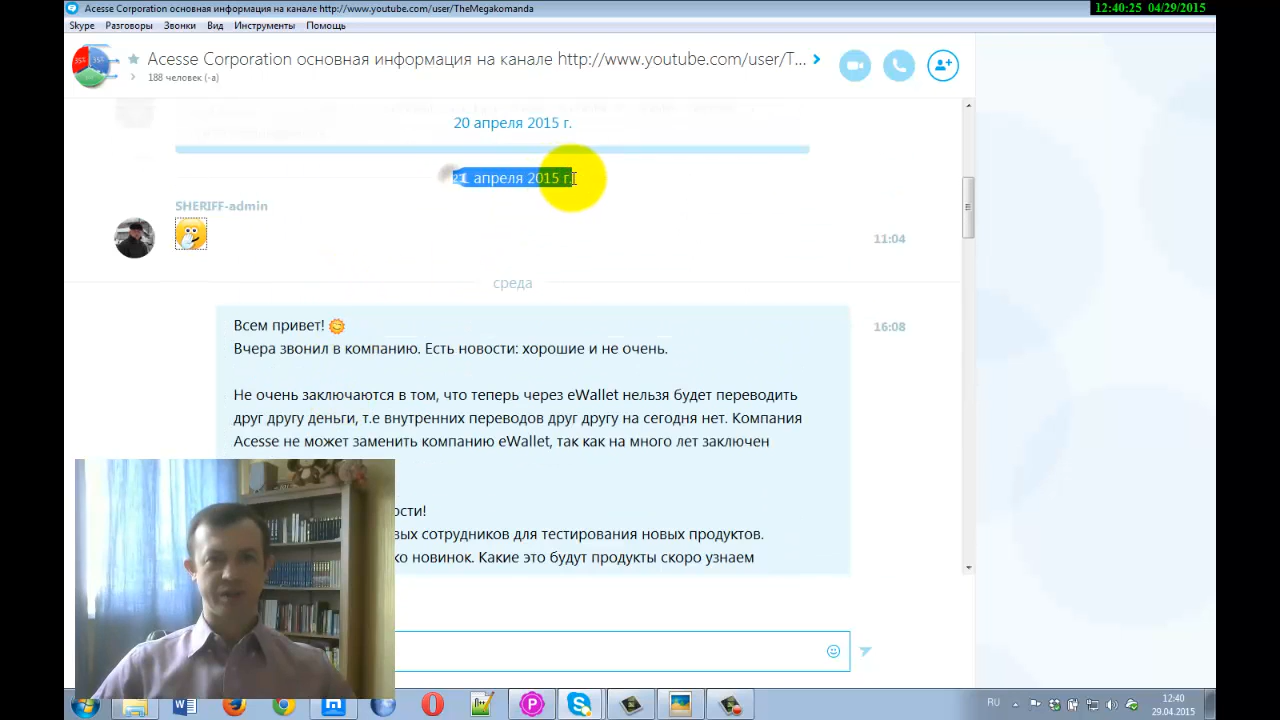 Acesse Corporation основная информация на канале http://www.youtube.com/user/TheMegakomanda
12:40:25 04/29/2015
Skype Разговоры Звонки Вид Инструменты Помощь
Acesse Corporation основная информация на канале http://www.youtube.com/user/T...
188 человек (-а)
20 апреля 2015 г.
21 апреля 2015 г.
SHERIFF-admin
11:04
среда
Всем привет!
16:08
Вчера звонил в компанию. Есть новости: хорошие и не очень.
Не очень заключаются в том, что теперь через eWallet нельзя будет переводить
друг другу деньги, т.е внутренних переводов друг другу на сегодня нет. Компания
Acesse не может заменить компанию eWallet, так как на много лет заключен
ости!
вых сотрудников для тестирования новых продуктов.
ко новинок. Какие это будут продукты скоро узнаем
RU
12:40
29.04.2015